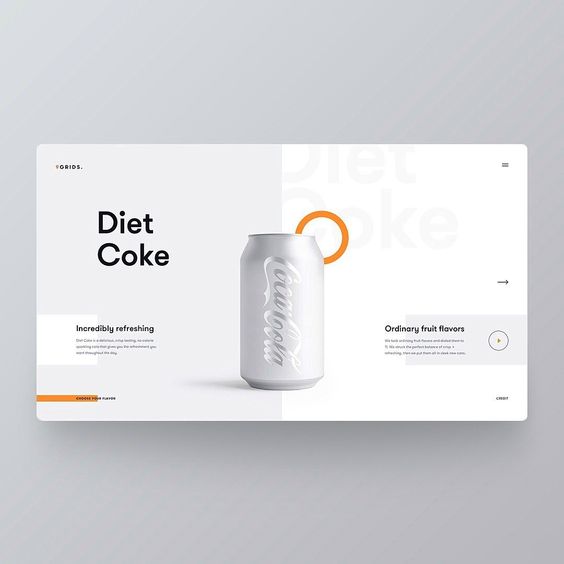 GRIDS.
Diet
Coke
Diet
Coke
Coca-Cola
Incredibly refreshing
Diet Coke is a delicious, crisp tasting, no-calorie
sparkling cola that gives you the refreshment you
want throughout the day.
Ordinary fruit flavors
We took ordinary fruit flavors and dialed them to
11. We struck the perfect balance of crisp +
refreshing, then we put them all in sleek new cans.
CHOOSE YOUR FLAVOR
CREDIT